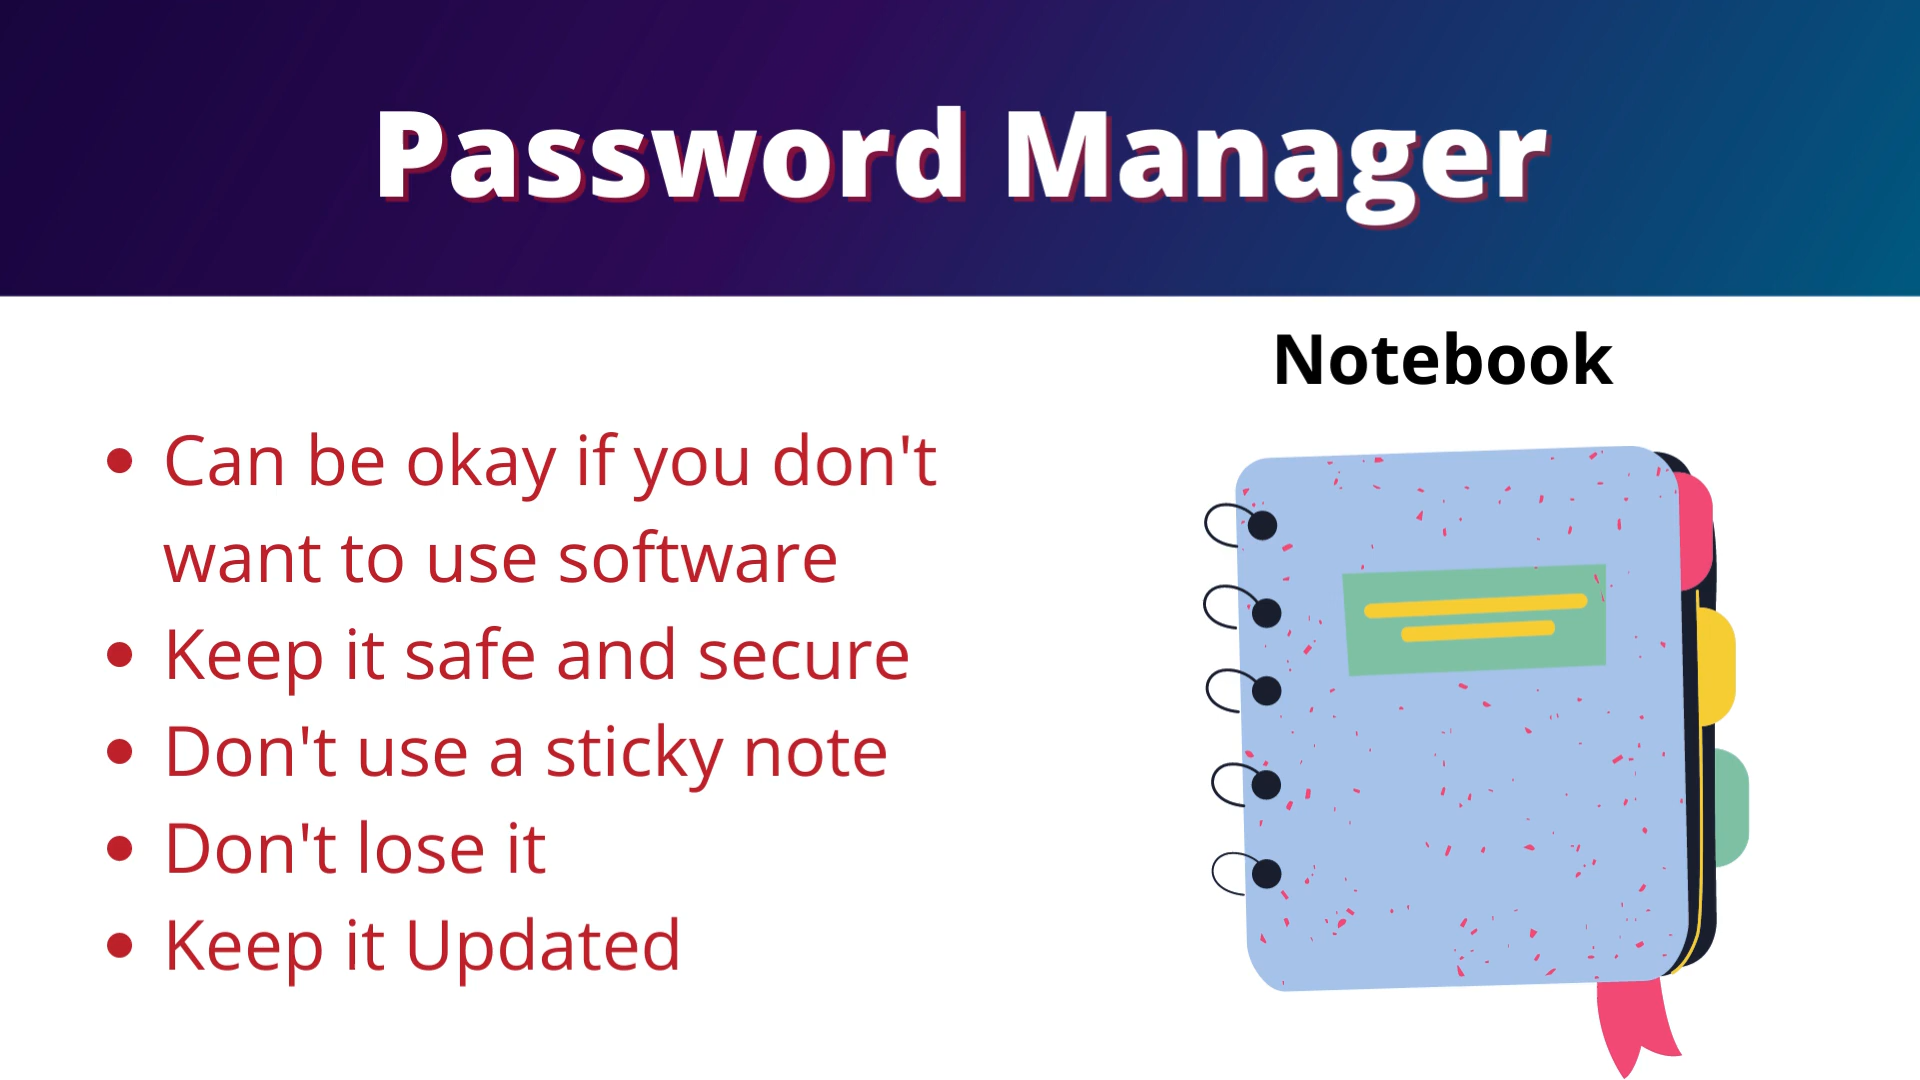 Password Manager
Notebook
• Can be okay if you don't
want to use software
• Keep it safe and secure
• Don't use a sticky note
• Don't lose it
• Keep it Updated